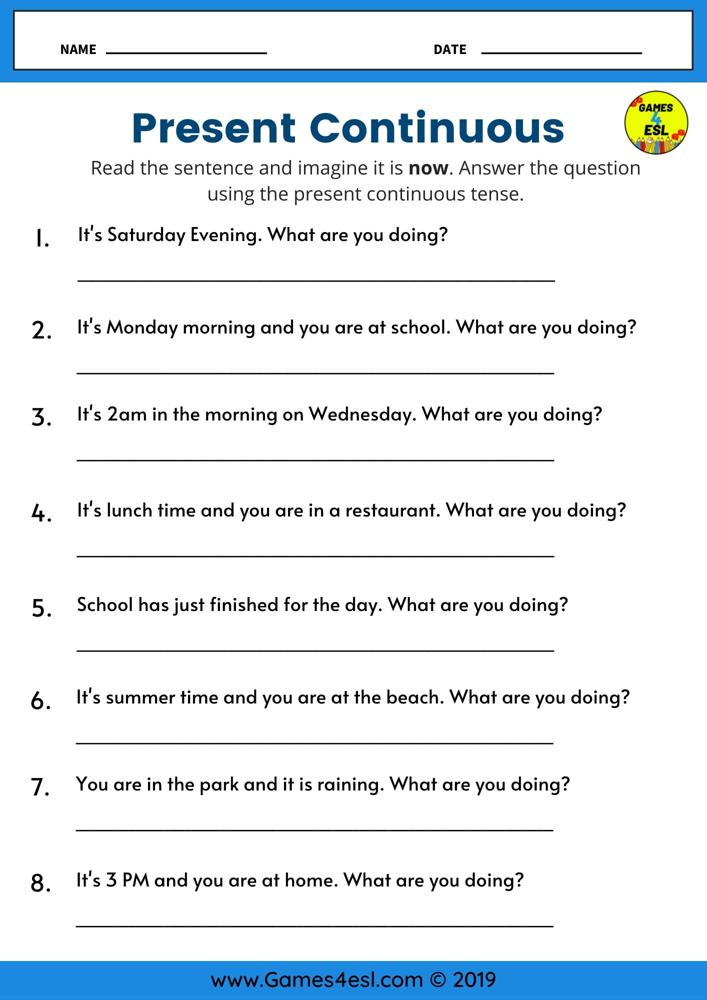 NAME ____________ DATE ____________
GAMES
4
ESL
Present Continuous
Read the sentence and imagine it is now. Answer the question
using the present continuous tense.
1. It's Saturday Evening. What are you doing?
2. It's Monday morning and you are at school. What are you doing?
3. It's 2am in the morning on Wednesday. What are you doing?
4. It's lunch time and you are in a restaurant. What are you doing?
5. School has just finished for the day. What are you doing?
6. It's summer time and you are at the beach. What are you doing?
7. You are in the park and it is raining. What are you doing?
8. It's 3 PM and you are at home. What are you doing?
www.Games4esl.com © 2019